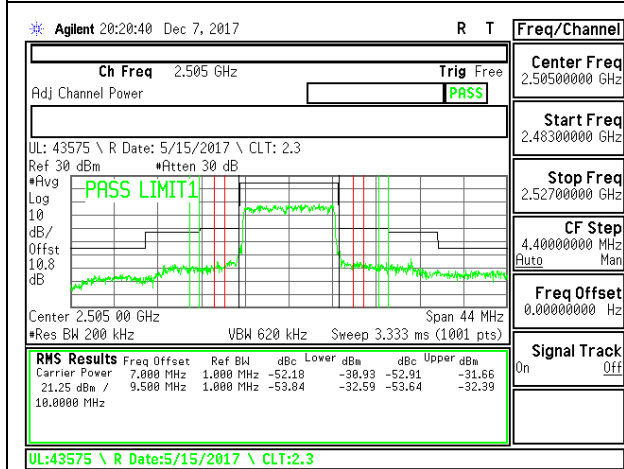 Agilent 20:20:40 Dec 7, 2017 R T
Ch Freq 2.505 GHz Trig Free
Adj Channel Power PASS
UL: 43575 \ R Date: 5/15/2017 \ CLT: 2.3
Ref 30 dBm #Atten 30 dB
#Avg
Log
10
dB/
Offst
10.8
dB
PASS LIMIT1
Center 2.505 00 GHz Span 44 MHz
#Res BW 200 kHz VBW 620 kHz Sweep 3.333 ms (1001 pts)
RMS Results Freq Offset Ref BW dBc Lower dBm dBc Upper dBm
Carrier Power 7.000 MHz 1.000 MHz -52.18 -30.93 -52.91 -31.66
21.25 dBm / 9.500 MHz 1.000 MHz -53.84 -32.59 -53.64 -32.39
10.0000 MHz
UL:43575 \ R Date:5/15/2017 \ CLT:2.3
Freq/Channel
Center Freq
2.50500000 GHz
Start Freq
2.48300000 GHz
Stop Freq
2.52700000 GHz
CF Step
4.40000000 MHz
Auto Man
Freq Offset
0.00000000 Hz
Signal Track
On Off